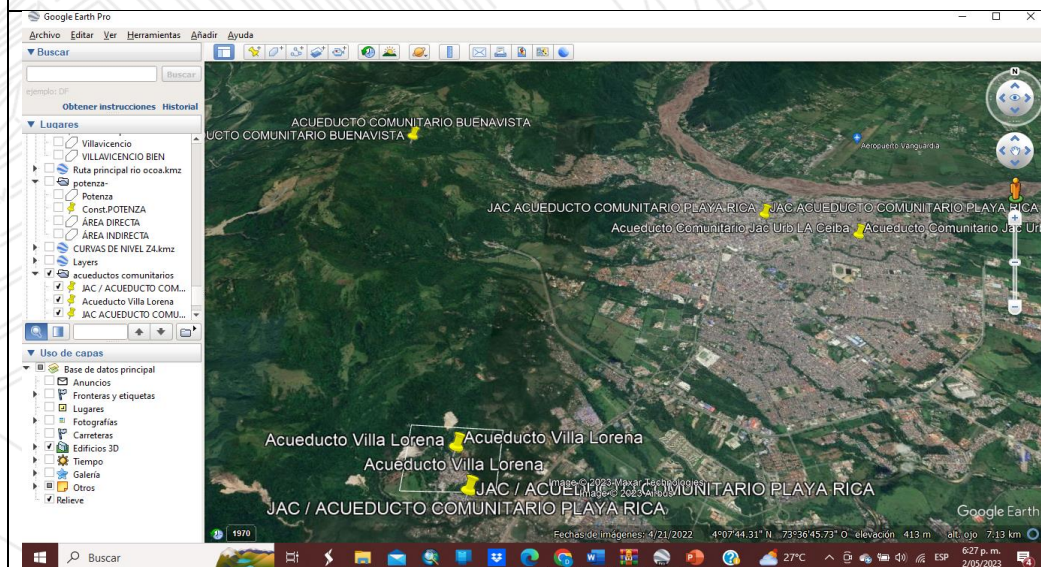 Google Earth Pro
Archivo Editar Ver Herramientas Añadir Ayuda
Buscar
Buscar
ejemplo: DF
Obtener instrucciones Historial
Lugares
Villavicencio
VILLAVICENCIO BIEN
Ruta principal rio ocoa.kmz
potenza-
Potenza
Const.POTENZA
ÁREA DIRECTA
ÁREA INDIRECTA
CURVAS DE NIVEL Z4.kmz
Layers
acueductos comunitarios
JAC / ACUEDUCTO COM...
Acueducto Villa Lorena
JAC ACUEDUCTO COMU...
Uso de capas
Base de datos principal
Anuncios
Fronteras y etiquetas
Lugares
Fotografías
Carreteras
Edificios 3D
Tiempo
Galería
Otros
Relieve
N
ACUEDUCTO COMUNITARIO BUENAVISTA
UCTO COMUNITARIO BUENAVISTA
Aeropuerto Vanguardia
JAC ACUEDUCTO COMUNITARIO PLAYA RICA JAC ACUEDUCTO COMUNITARIO PLAYA RICA
Acueducto Comunitario Jac Urb LA Ceiba Acueducto Comunitario Jac Url
Acueducto Villa Lorena Acueducto Villa Lorena
Acueducto Villa Lorena
Image © 2023 Maxar Technologies
JAC / ACUEDUCTO COMUNITARIO PLAYA RICA
Image © 2023 Airbus
JAC / ACUEDUCTO COMUNITARIO PLAYA RICA
Google Earth
1970
Fechas de imágenes: 4/21/2022 4°07'44.31" N 73°36'45.73" O elevación 413 m alt. ojo 7.13 km
Buscar
27°C
ESP
6:27 p. m.
2/05/2023
4